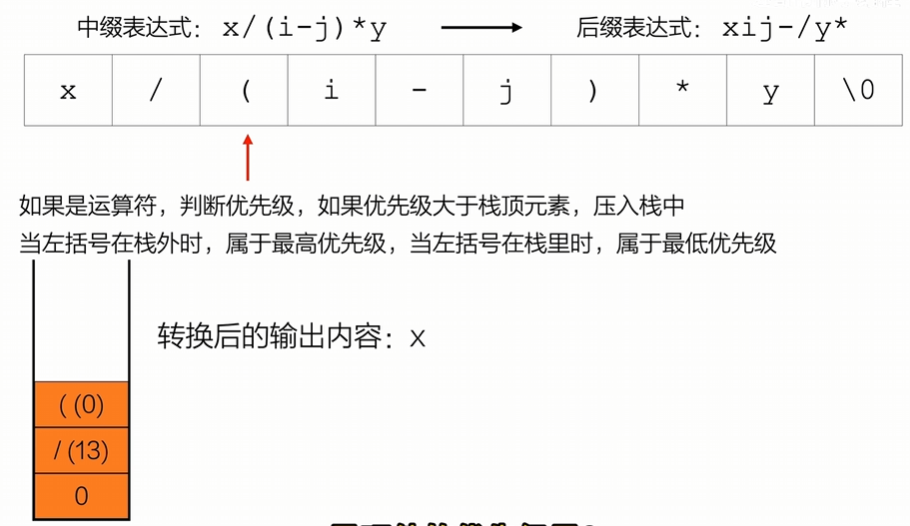 中缀表达式：x/(i-j)*y  后缀表达式：xij-/y*
x / ( i - j ) * y \0
如果是运算符，判断优先级，如果优先级大于栈顶元素，压入栈中
当左括号在栈外时，属于最高优先级，当左括号在栈里时，属于最低优先级
转换后的输出内容：x
( (0)
/ (13)
0